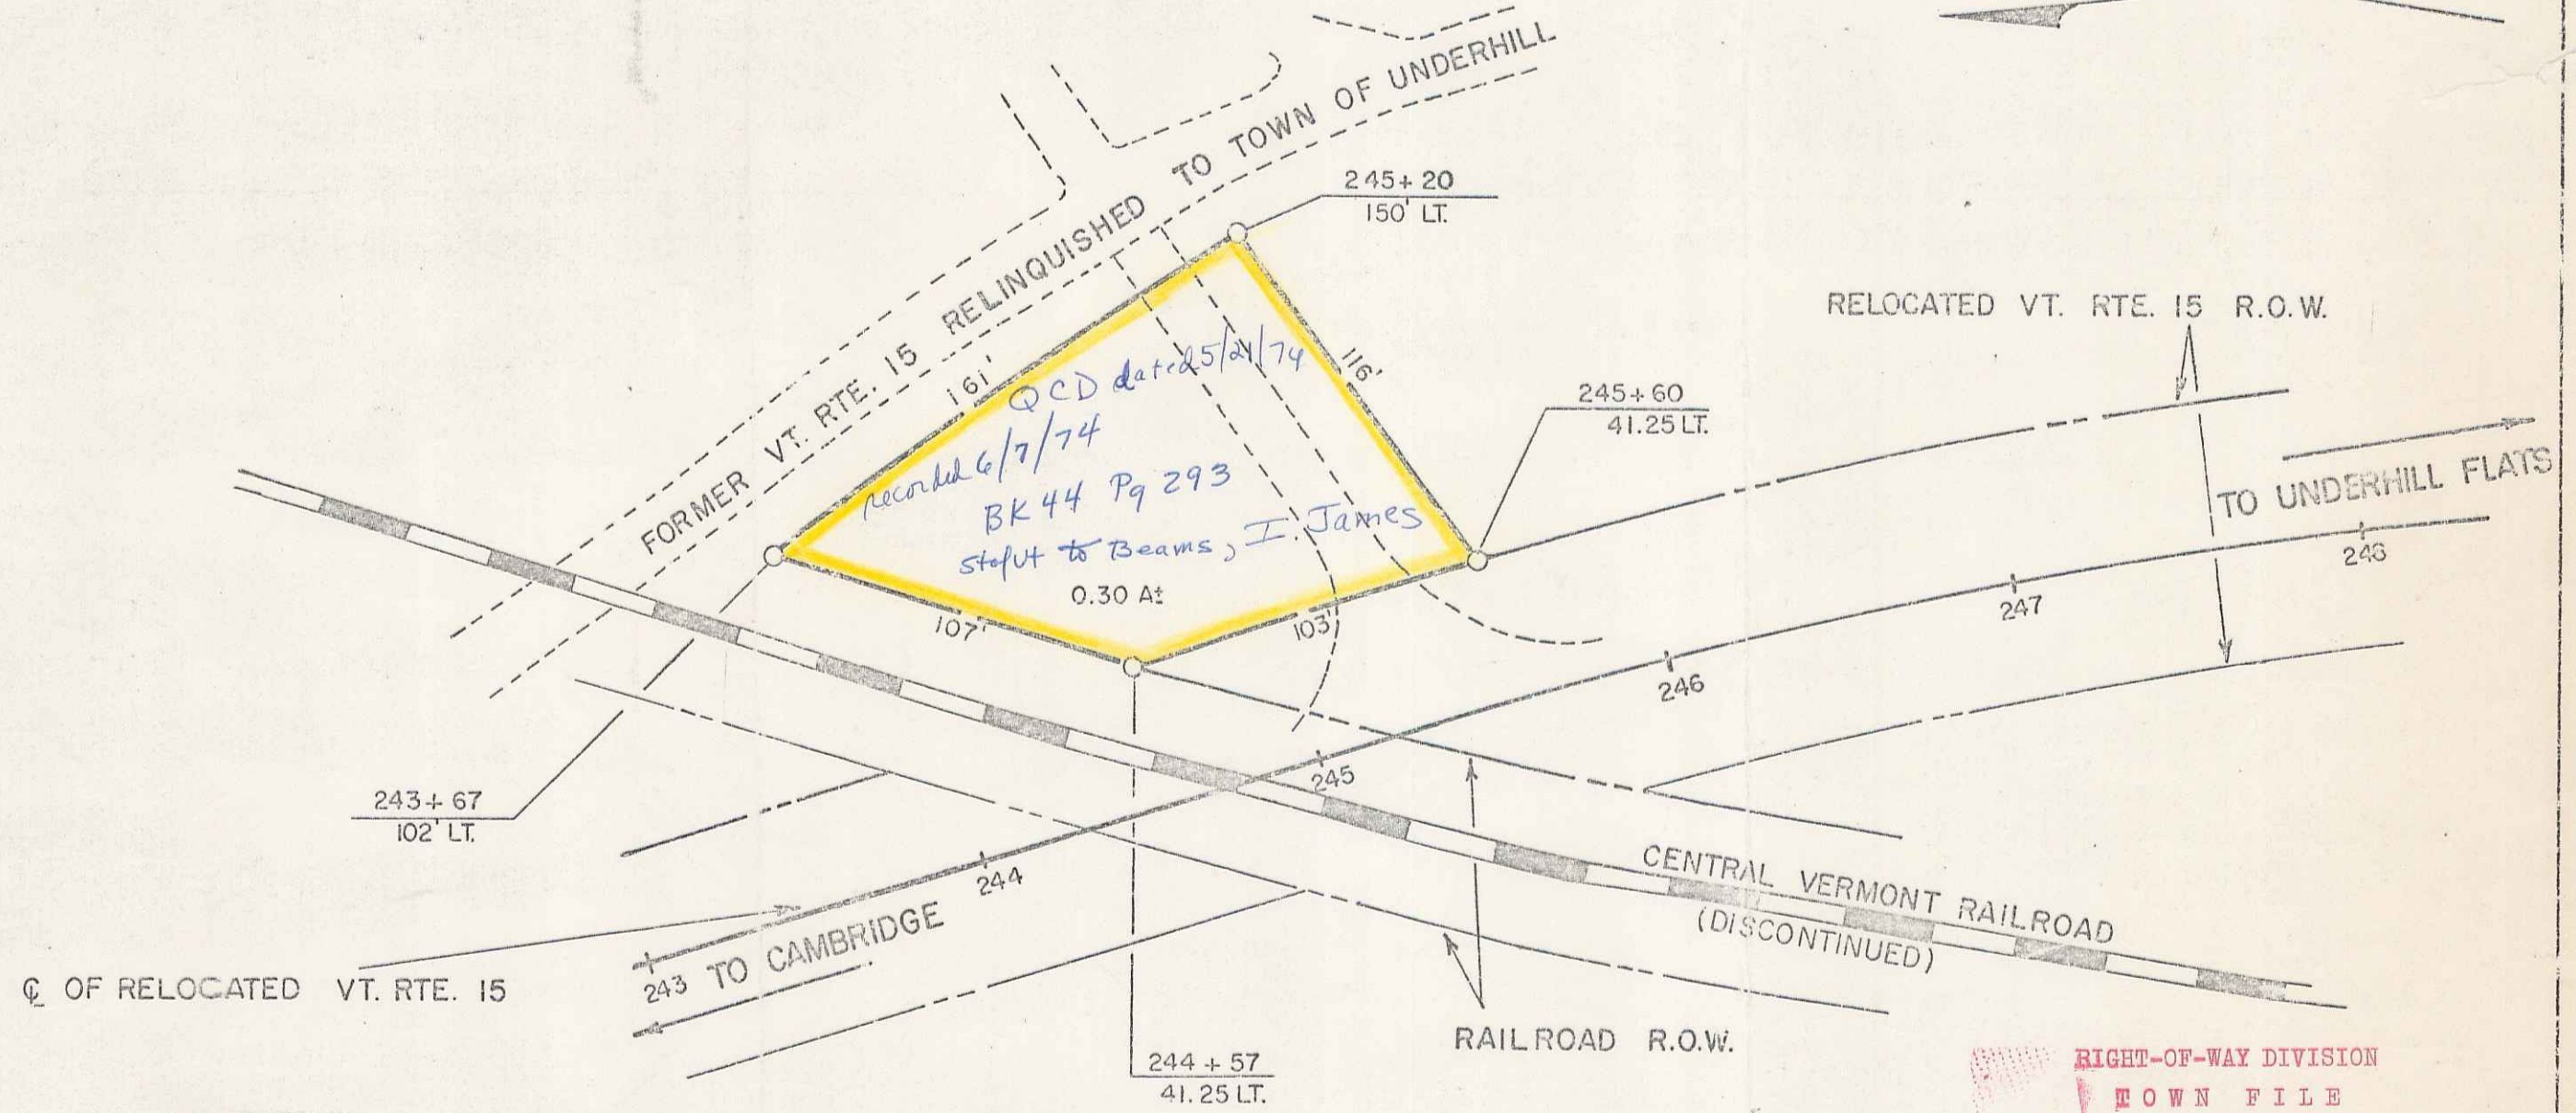 FORMER VT. RTE. 15 RELINQUISHED TO TOWN OF UNDERHILL
245+20
150' LT.
RELOCATED VT. RTE. 15 R.O.W.
161'
116'
QCD dated 5/21/74
recorded 6/7/74
BK 44 Pg 293
St of Vt to Beams, I. James
0.30 A±
245+60
41.25 LT.
TO UNDERHILL FLATS
107'
103'
248
247
246
245
244
243
243+67
102' LT.
TO CAMBRIDGE
CENTRAL VERMONT RAILROAD
(DISCONTINUED)
℄ OF RELOCATED VT. RTE. 15
RAILROAD R.O.W.
244+57
41.25 LT.
RIGHT-OF-WAY DIVISION
TOWN FILE